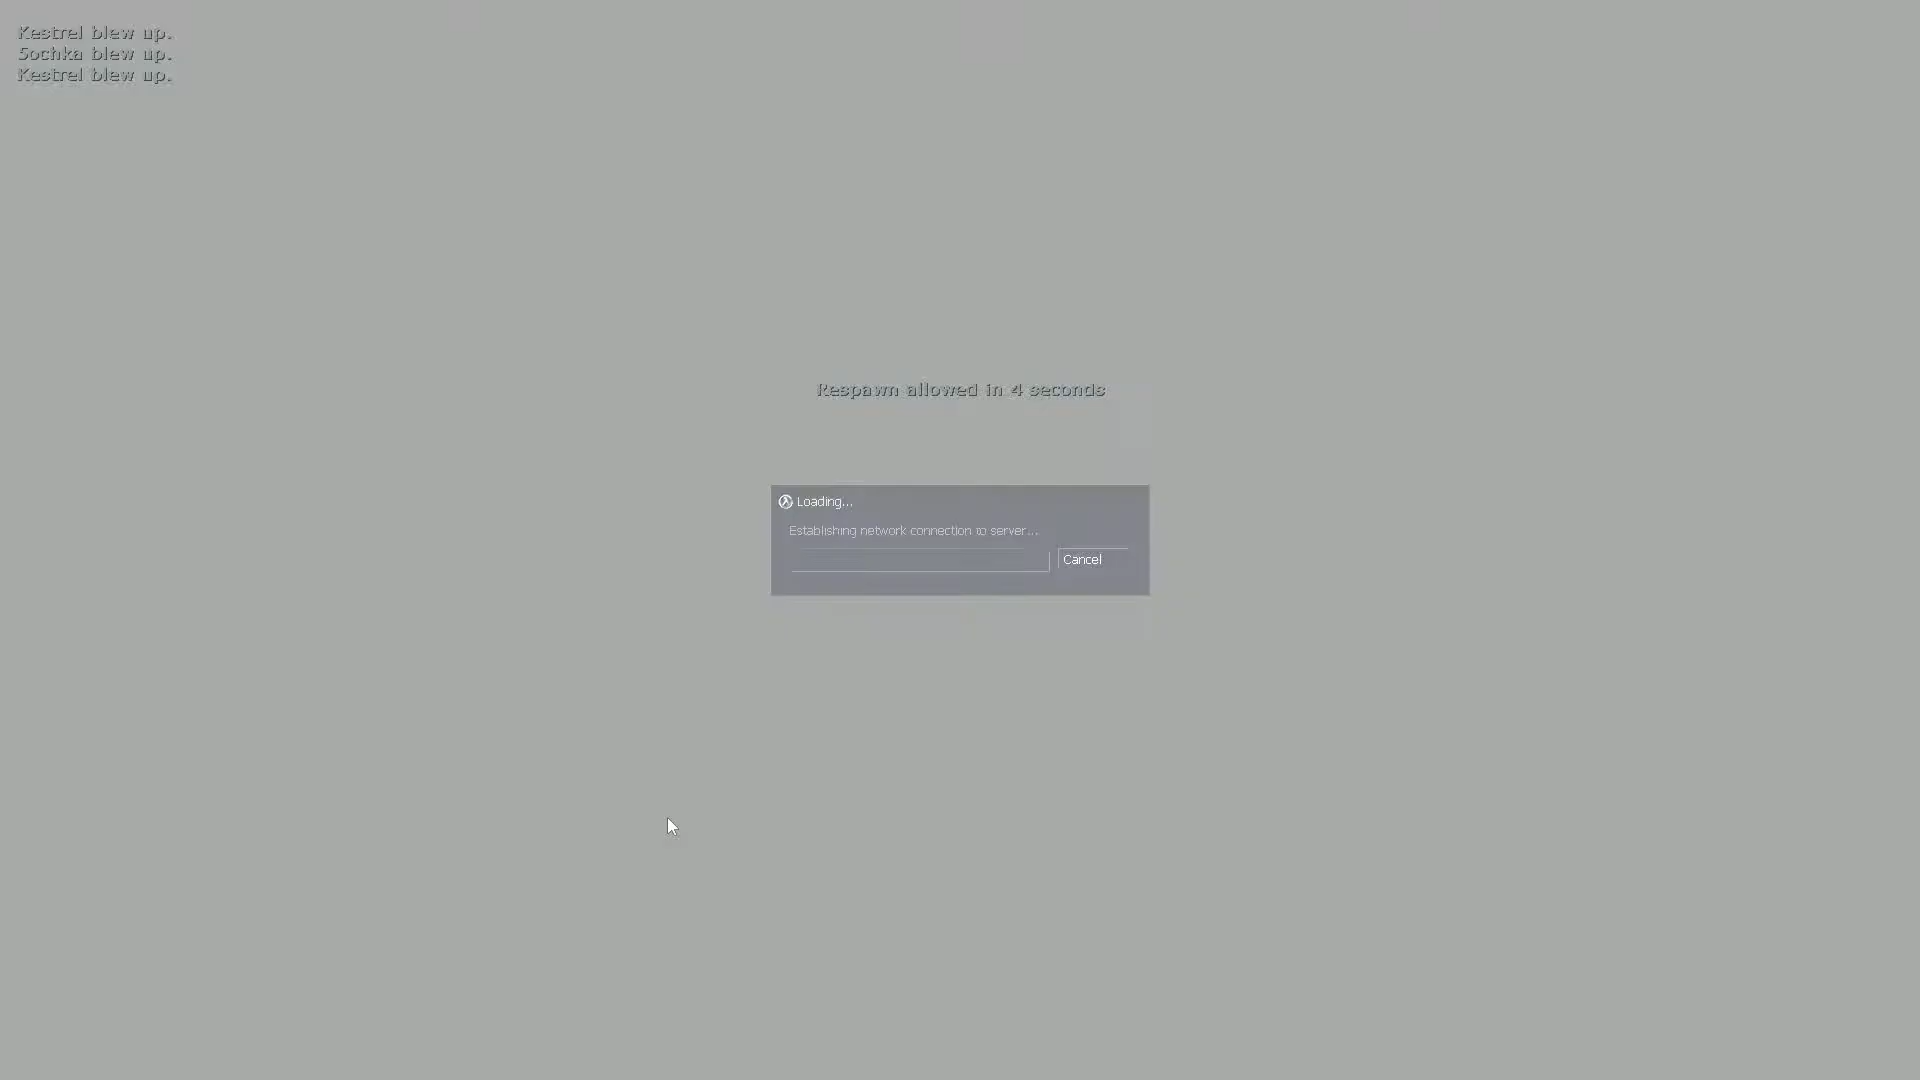 Kestrel blew up.
Sochka blew up.
Kestrel blew up.
Respawn allowed in 4 seconds
Loading...
Establishing network connection to server...
Cancel